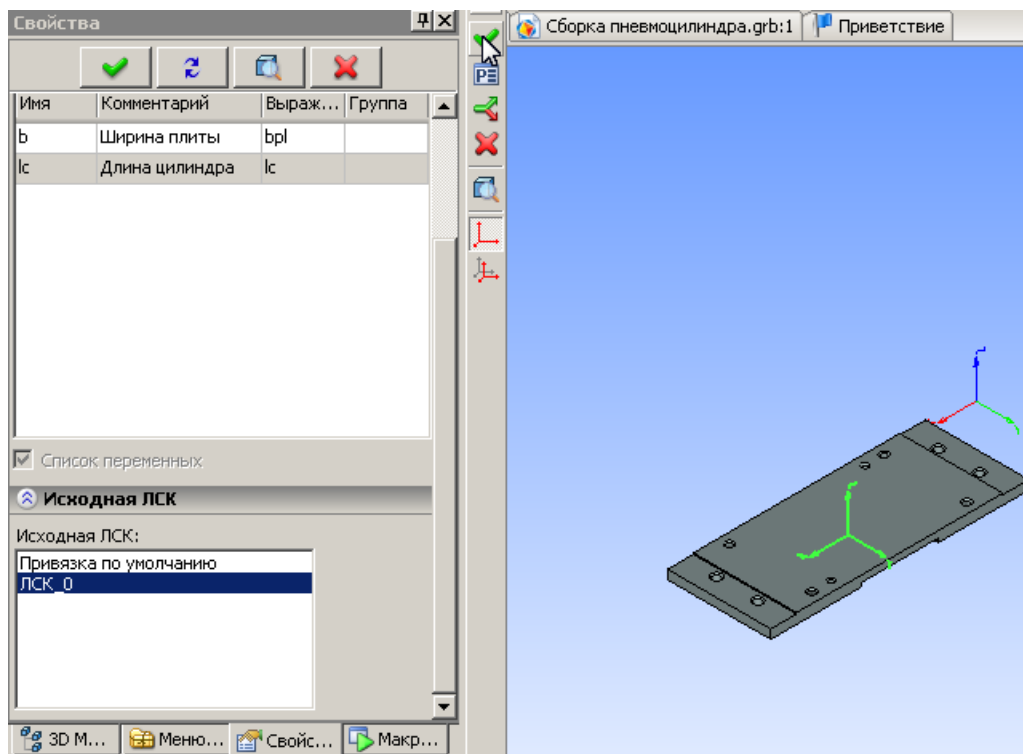 Свойства
Сборка пневмоцилиндра.grb:1
Приветствие
Имя Комментарий Выраж... Группа
b Ширина плиты bpl
lc Длина цилиндра lc
Список переменных
Исходная ЛСК
Исходная ЛСК:
Привязка по умолчанию
ЛСК_0
3D М... Меню... Свойс... Макр...